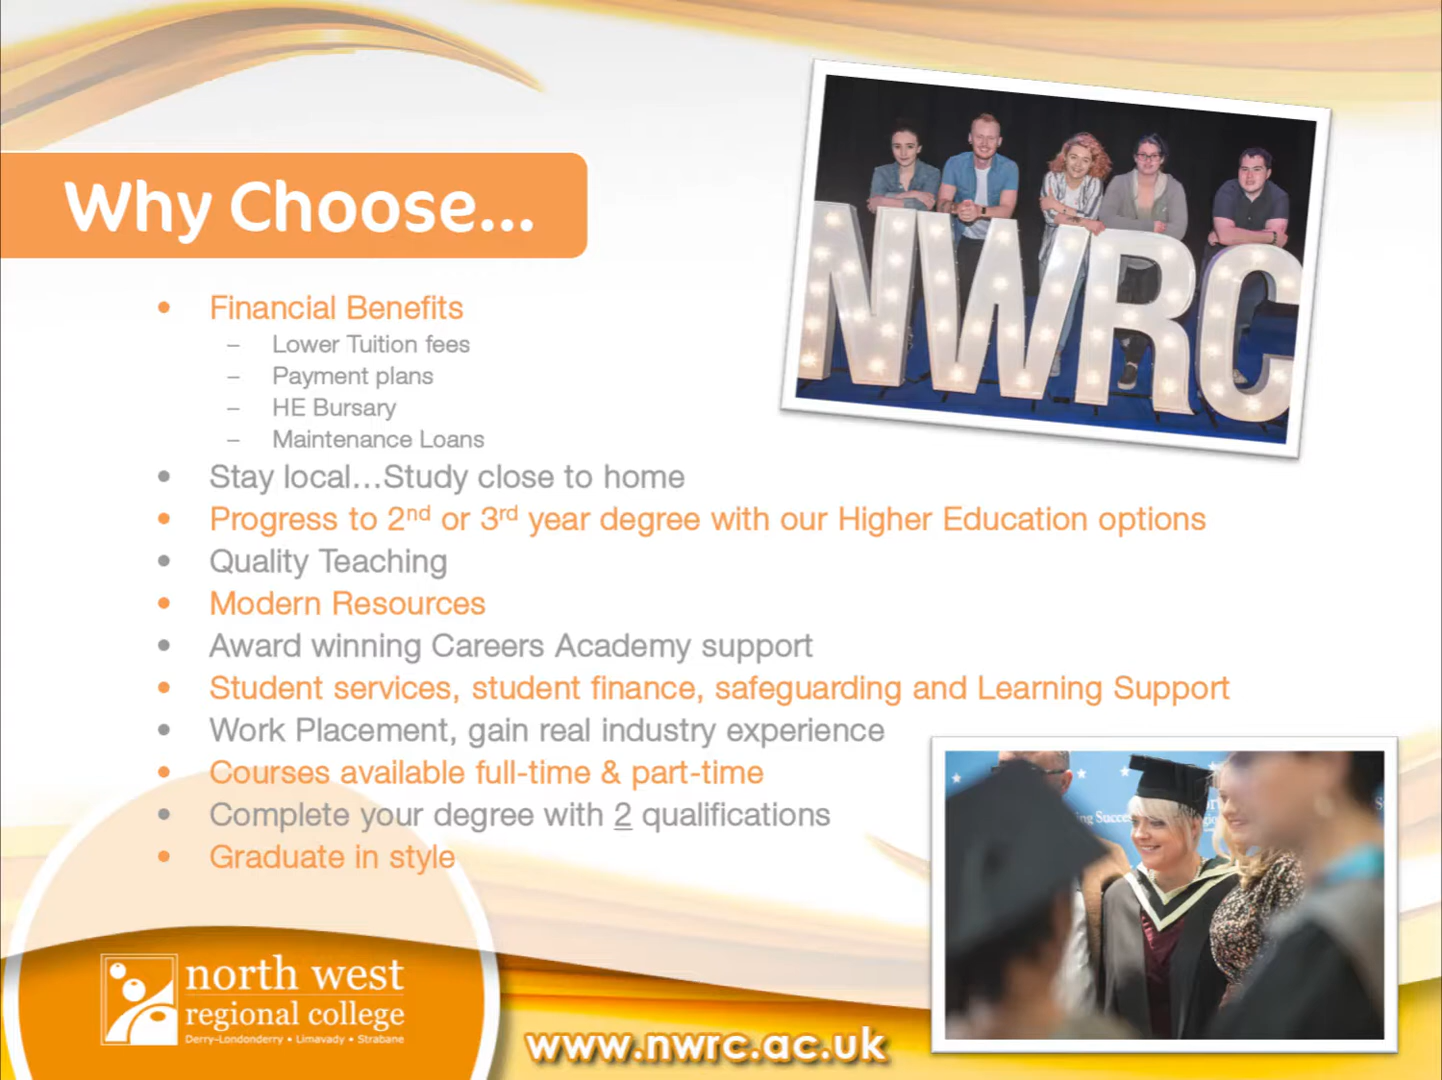 Why Choose...
NWRC
• Financial Benefits
– Lower Tuition fees
– Payment plans
– HE Bursary
– Maintenance Loans
• Stay local...Study close to home
• Progress to 2nd or 3rd year degree with our Higher Education options
• Quality Teaching
• Modern Resources
• Award winning Careers Academy support
• Student services, student finance, safeguarding and Learning Support
• Work Placement, gain real industry experience
• Courses available full-time & part-time
• Complete your degree with 2 qualifications
• Graduate in style
north west
regional college
Derry-Londonderry • Limavady • Strabane
www.nwrc.ac.uk